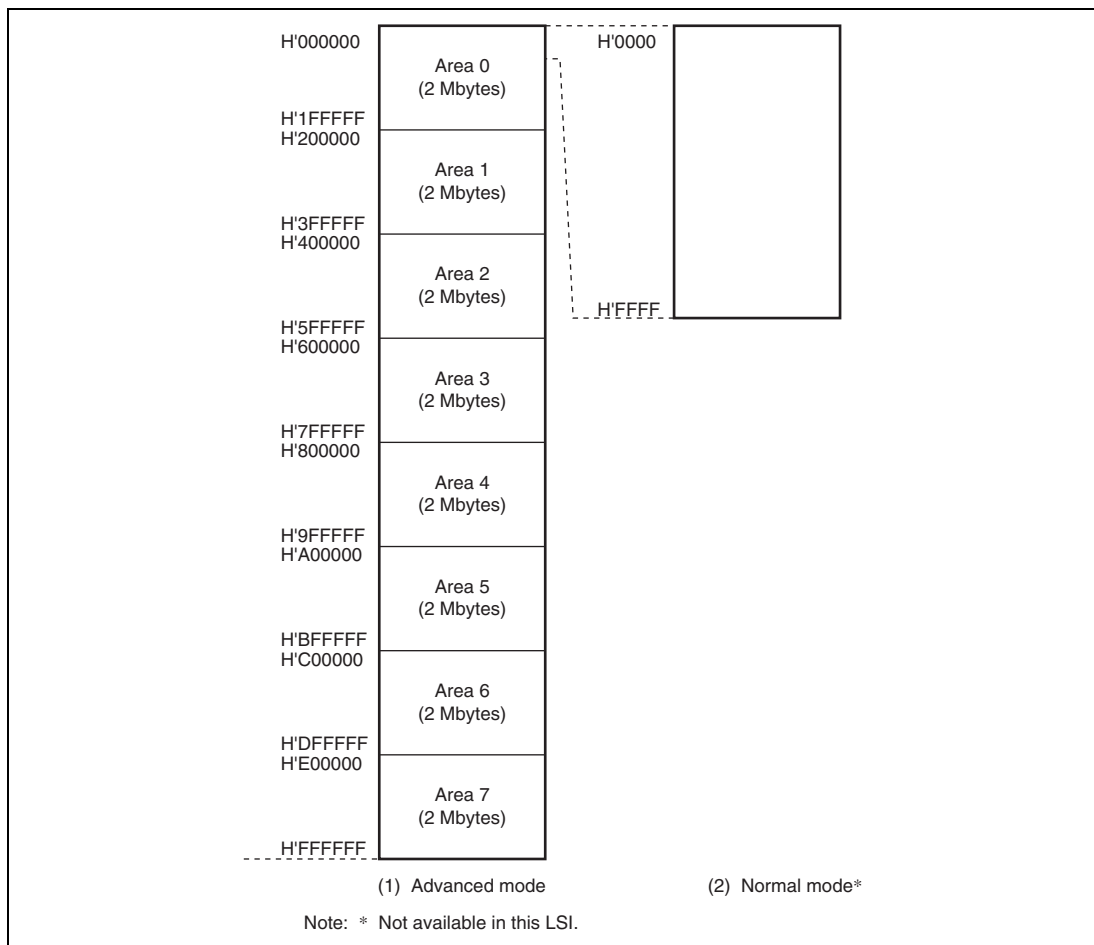 H'000000
Area 0
(2 Mbytes)
H'1FFFFF
H'200000
Area 1
(2 Mbytes)
H'3FFFFF
H'400000
Area 2
(2 Mbytes)
H'5FFFFF
H'600000
Area 3
(2 Mbytes)
H'7FFFFF
H'800000
Area 4
(2 Mbytes)
H'9FFFFF
H'A00000
Area 5
(2 Mbytes)
H'BFFFFF
H'C00000
Area 6
(2 Mbytes)
H'DFFFFF
H'E00000
Area 7
(2 Mbytes)
H'FFFFFF
(1) Advanced mode
H'0000
H'FFFF
(2) Normal mode*
Note: * Not available in this LSI.